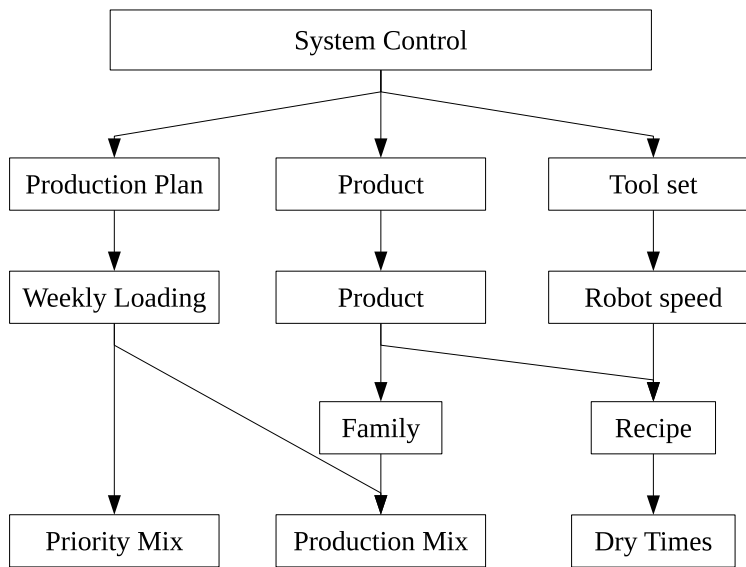 System Control
Production Plan
Product
Tool set
Weekly Loading
Product
Robot speed
Family
Recipe
Priority Mix
Production Mix
Dry Times